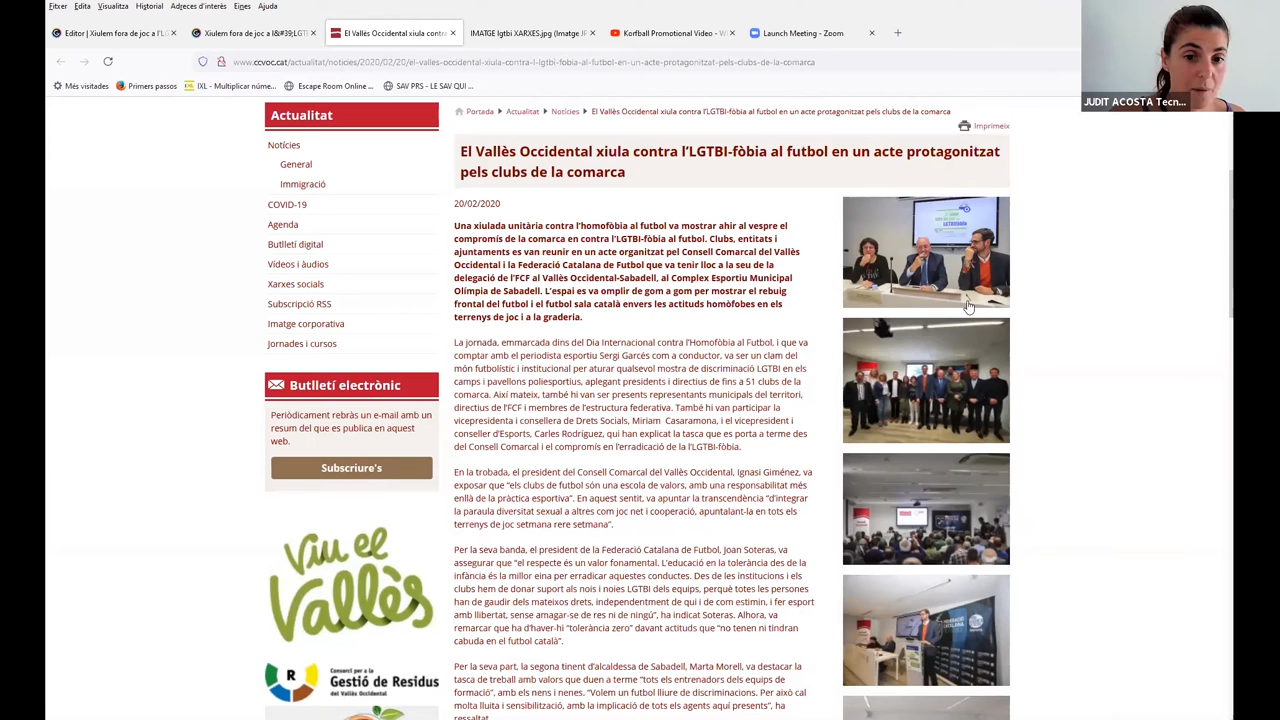 Fitxer Edita Visualitza Historial Adreces d'interès Eines Ajuda
Editor | Xiulem fora de joc a l'LG
Xiulem fora de joc a l&#39;LGTB
El Vallès Occidental xiula contra
IMATGE lgtbi XARXES.jpg (Imatge JP
Korfball Promotional Video - W
Launch Meeting - Zoom
www.ccvoc.cat/actualitat/noticies/2020/02/20/el-valles-occidental-xiula-contra-l-lgtbi-fobia-al-futbol-en-un-acte-protagonitzat-pels-clubs-de-la-comarca
Més visitades
Primers passos
IXL - Multiplicar núme...
Escape Room Online ...
SAV PRS - LE SAV QUI ...
JUDIT ACOSTA Tecn...
Actualitat
Notícies
General
Immigració
COVID-19
Agenda
Butlletí digital
Vídeos i àudios
Xarxes socials
Subscripció RSS
Imatge corporativa
Jornades i cursos
Butlletí electrònic
Periòdicament rebràs un e-mail amb un
resum del que es publica en aquest
web.
Subscriure's
Viu el
Vallès
R
Consorci per a la
Gestió de Residus
del Vallès Occidental
Portada Actualitat Notícies El Vallès Occidental xiula contra l'LGTBI-fòbia al futbol en un acte protagonitzat pels clubs de la comarca
Imprimeix
El Vallès Occidental xiula contra l'LGTBI-fòbia al futbol en un acte protagonitzat
pels clubs de la comarca
20/02/2020
Una xiulada unitària contra l'homofòbia al futbol va mostrar ahir al vespre el
compromís de la comarca en contra l'LGTBI-fòbia al futbol. Clubs, entitats i
ajuntaments es van reunir en un acte organitzat pel Consell Comarcal del Vallès
Occidental i la Federació Catalana de Futbol que va tenir lloc a la seu de la
delegació de l'FCF al Vallès Occidental-Sabadell, al Complex Esportiu Municipal
Olímpia de Sabadell. L'espai es va omplir de gom a gom per mostrar el rebuig
frontal del futbol i el futbol sala català envers les actituds homòfobes en els
terrenys de joc i a la graderia.
La jornada, emmarcada dins del Dia Internacional contra l'Homofòbia al Futbol, i que va
comptar amb el periodista esportiu Sergi Garcés com a conductor, va ser un clam del
món futbolístic i institucional per aturar qualsevol mostra de discriminació LGTBI en els
camps i pavellons poliesportius, aplegant presidents i directius de fins a 51 clubs de la
comarca. Així mateix, també hi van ser presents representants municipals del territori,
directius de l'FCF i membres de l'estructura federativa. També hi van participar la
vicepresidenta i consellera de Drets Socials, Miriam Casaramona, i el vicepresident i
conseller d'Esports, Carles Rodríguez, qui han explicat la tasca que es porta a terme des
del Consell Comarcal i el compromís en l'erradicació de la l'LGTBI-fòbia.
En la trobada, el president del Consell Comarcal del Vallès Occidental, Ignasi Giménez, va
exposar que "els clubs de futbol són una escola de valors, amb una responsabilitat més
enllà de la pràctica esportiva". En aquest sentit, va apuntar la transcendència "d'integrar
la paraula diversitat sexual a altres com joc net i cooperació, apuntalant-la en tots els
terrenys de joc setmana rere setmana".
Per la seva banda, el president de la Federació Catalana de Futbol, Joan Soteras, va
assegurar que "el respecte és un valor fonamental. L'educació en la tolerància des de la
infància és la millor eina per erradicar aquestes conductes. Des de les institucions i els
clubs hem de donar suport als nois i noies LGTBI dels equips, perquè totes les persones
han de gaudir dels mateixos drets, independentment de qui i de com estimin, i fer esport
amb llibertat, sense amagar-se de res ni de ningú", ha indicat Soteras. Alhora, va
remarcar que ha d'haver-hi "tolerància zero" davant actituds que "no tenen ni tindran
cabuda en el futbol català".
Per la seva part, la segona tinent d'alcaldessa de Sabadell, Marta Morell, va destacar la
tasca de treball amb valors que duen a terme "tots els entrenadors dels equips de
formació", amb els nens i nenes. "Volem un futbol lliure de discriminacions. Per això cal
molta lluita i sensibilització, amb la implicació de tots els agents aquí presents", ha
ressaltat